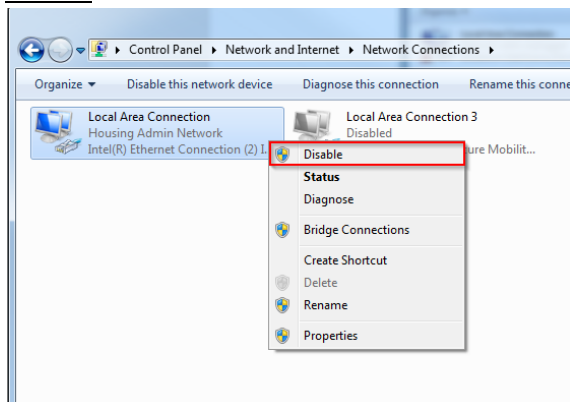 Control Panel Network and Internet Network Connections
Organize Disable this network device Diagnose this connection Rename this conne
Local Area Connection
Housing Admin Network
Intel(R) Ethernet Connection (2) I.
Local Area Connection 3
Disabled
ure Mobilit...
Disable
Status
Diagnose
Bridge Connections
Create Shortcut
Delete
Rename
Properties